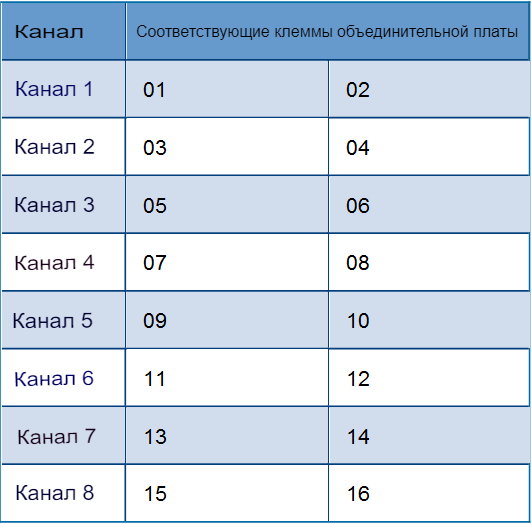 Канал Соответствующие клеммы объединительной платы
Канал 1 01 02
Канал 2 03 04
Канал 3 05 06
Канал 4 07 08
Канал 5 09 10
Канал 6 11 12
Канал 7 13 14
Канал 8 15 16